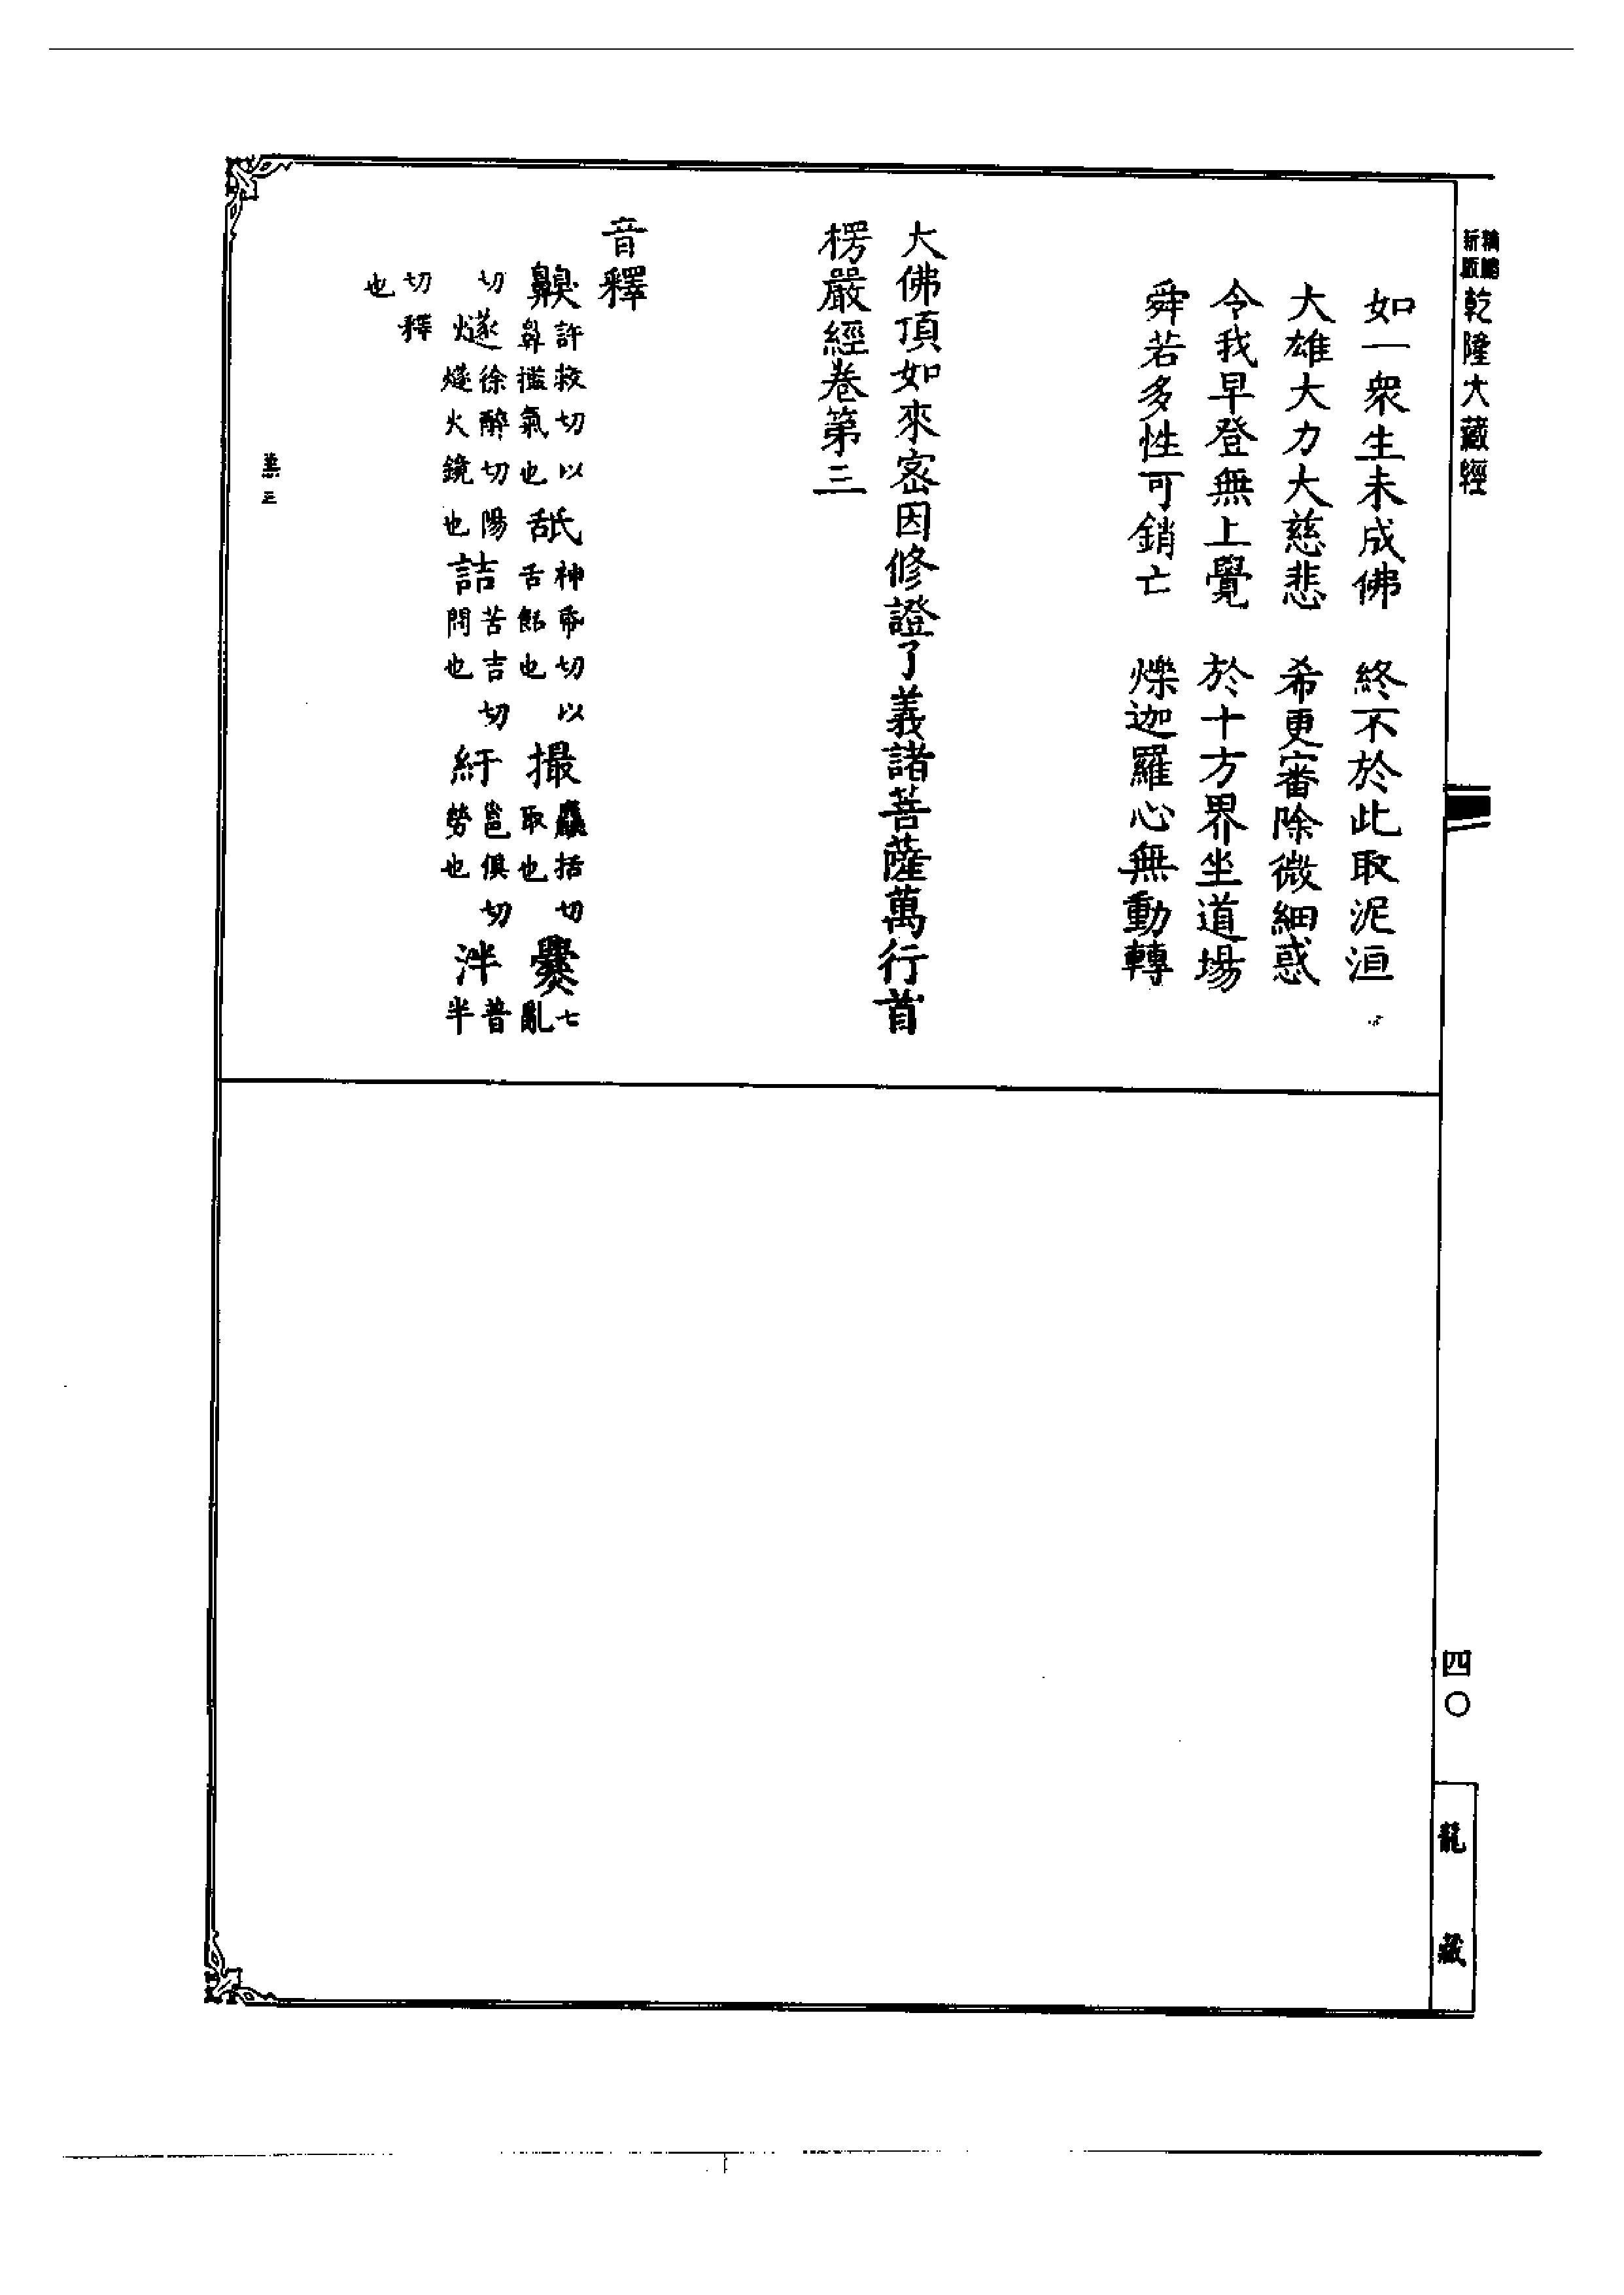 新版
乾隆大藏經
如一衆生未成佛　終不於此取泥洹
大雄大力大慈悲　希更審除微細惑
令我早登無上覺　於十方界坐道場
舜若多性可銷亡　爍迦羅心無動轉
大佛頂如來密因修證了義諸菩薩萬行首
楞嚴經卷第三
音釋
齅許救切以鼻擥氣也舐神帋切以舌餂也撮麤括切取也爨七亂
切燧徐醉切陽燧火鏡也詰苦吉切問也紆邕俱切勞也泮普半
切釋也
三
四〇
龍藏